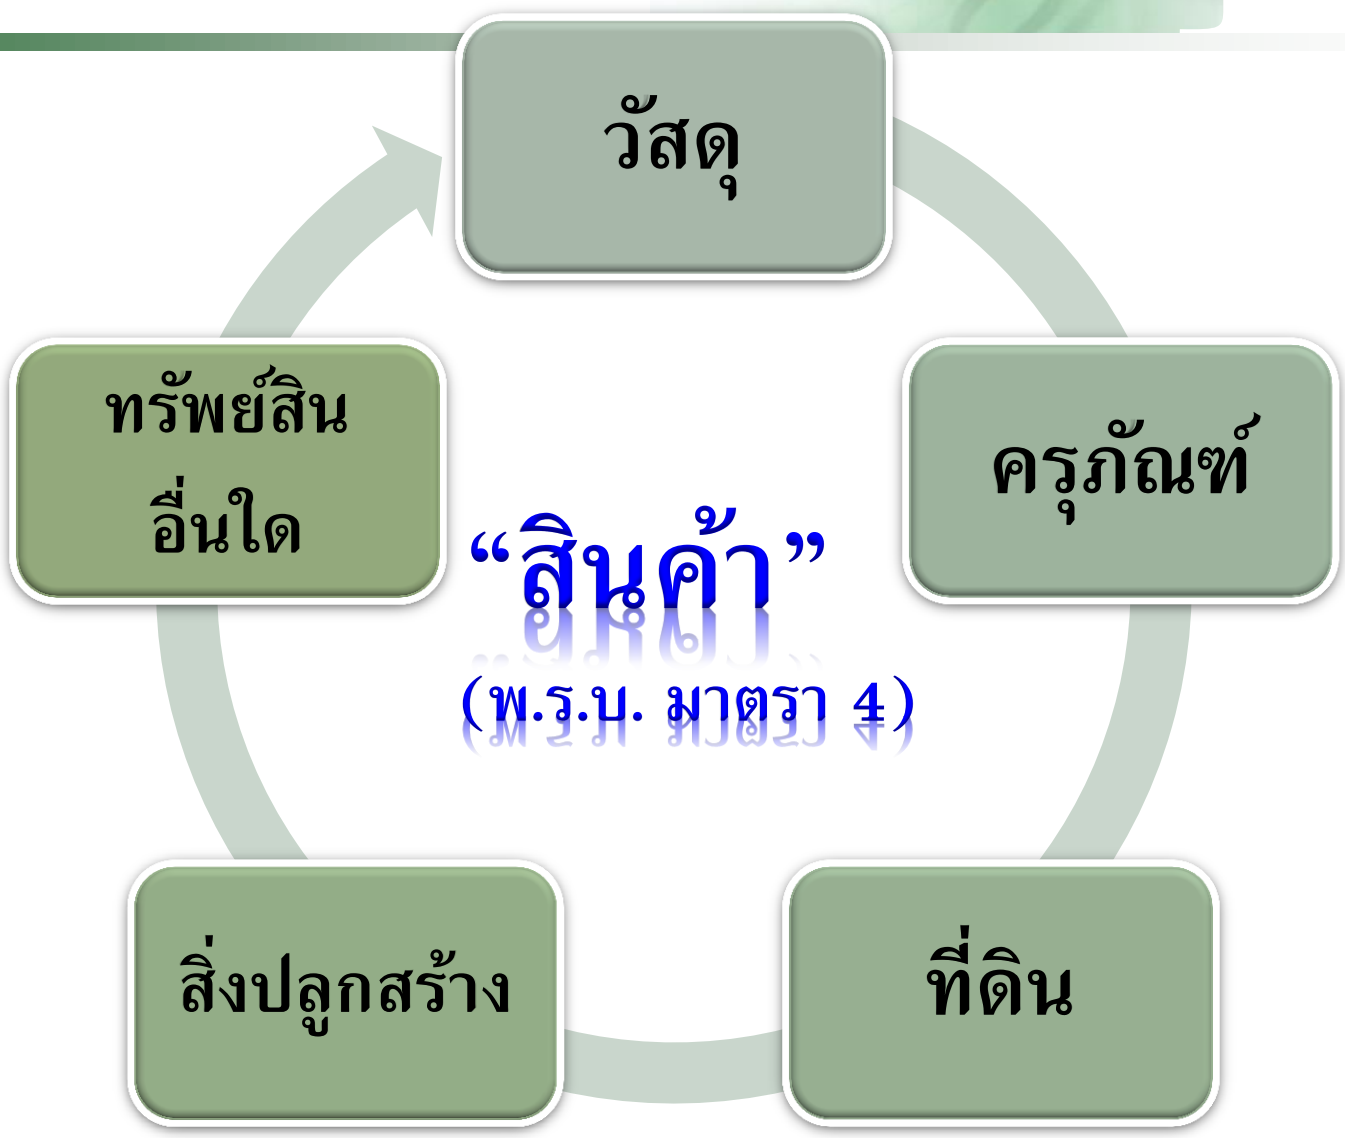 วัสดุ
ครุภัณฑ์
ที่ดิน
สิ่งปลูกสร้าง
ทรัพย์สิน
อื่นใด
“สินค้า”
(พ.ร.บ. มาตรา 4)